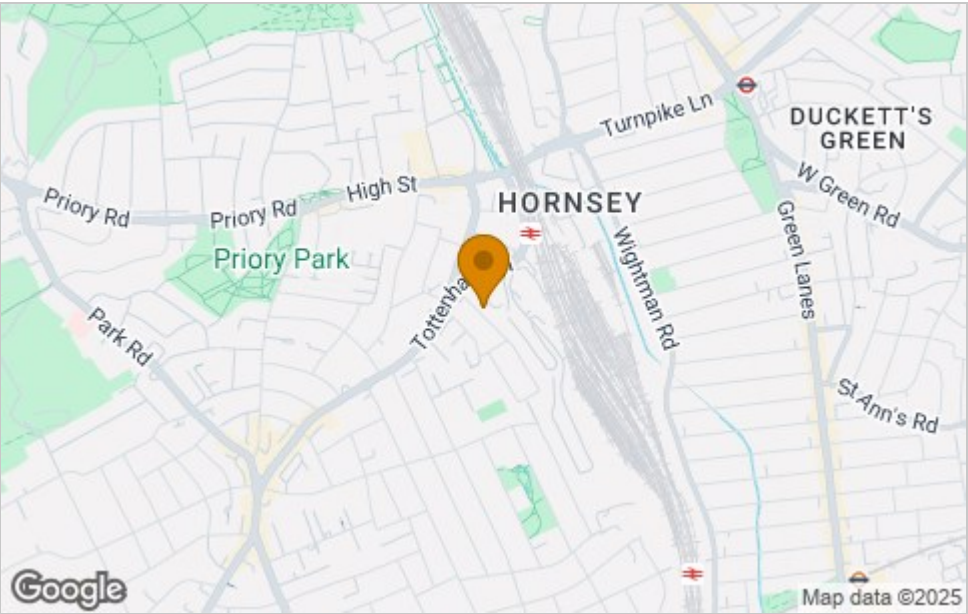 Turnpike Ln
DUCKETT'S
GREEN
High St
Priory Rd
Priory Rd
HORNSEY
W Green Rd
Priory Park
Green Lanes
Wightman Rd
Park Rd
St Ann's Rd
Google
Map data ©2025